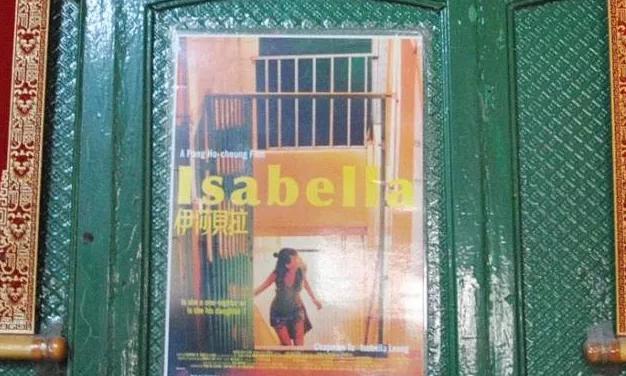 A Pang Ho-cheung Film
Isabella
伊莎貝拉
Is she a one-nighter or
is she his daughter?
Chapman To Isabella Leong